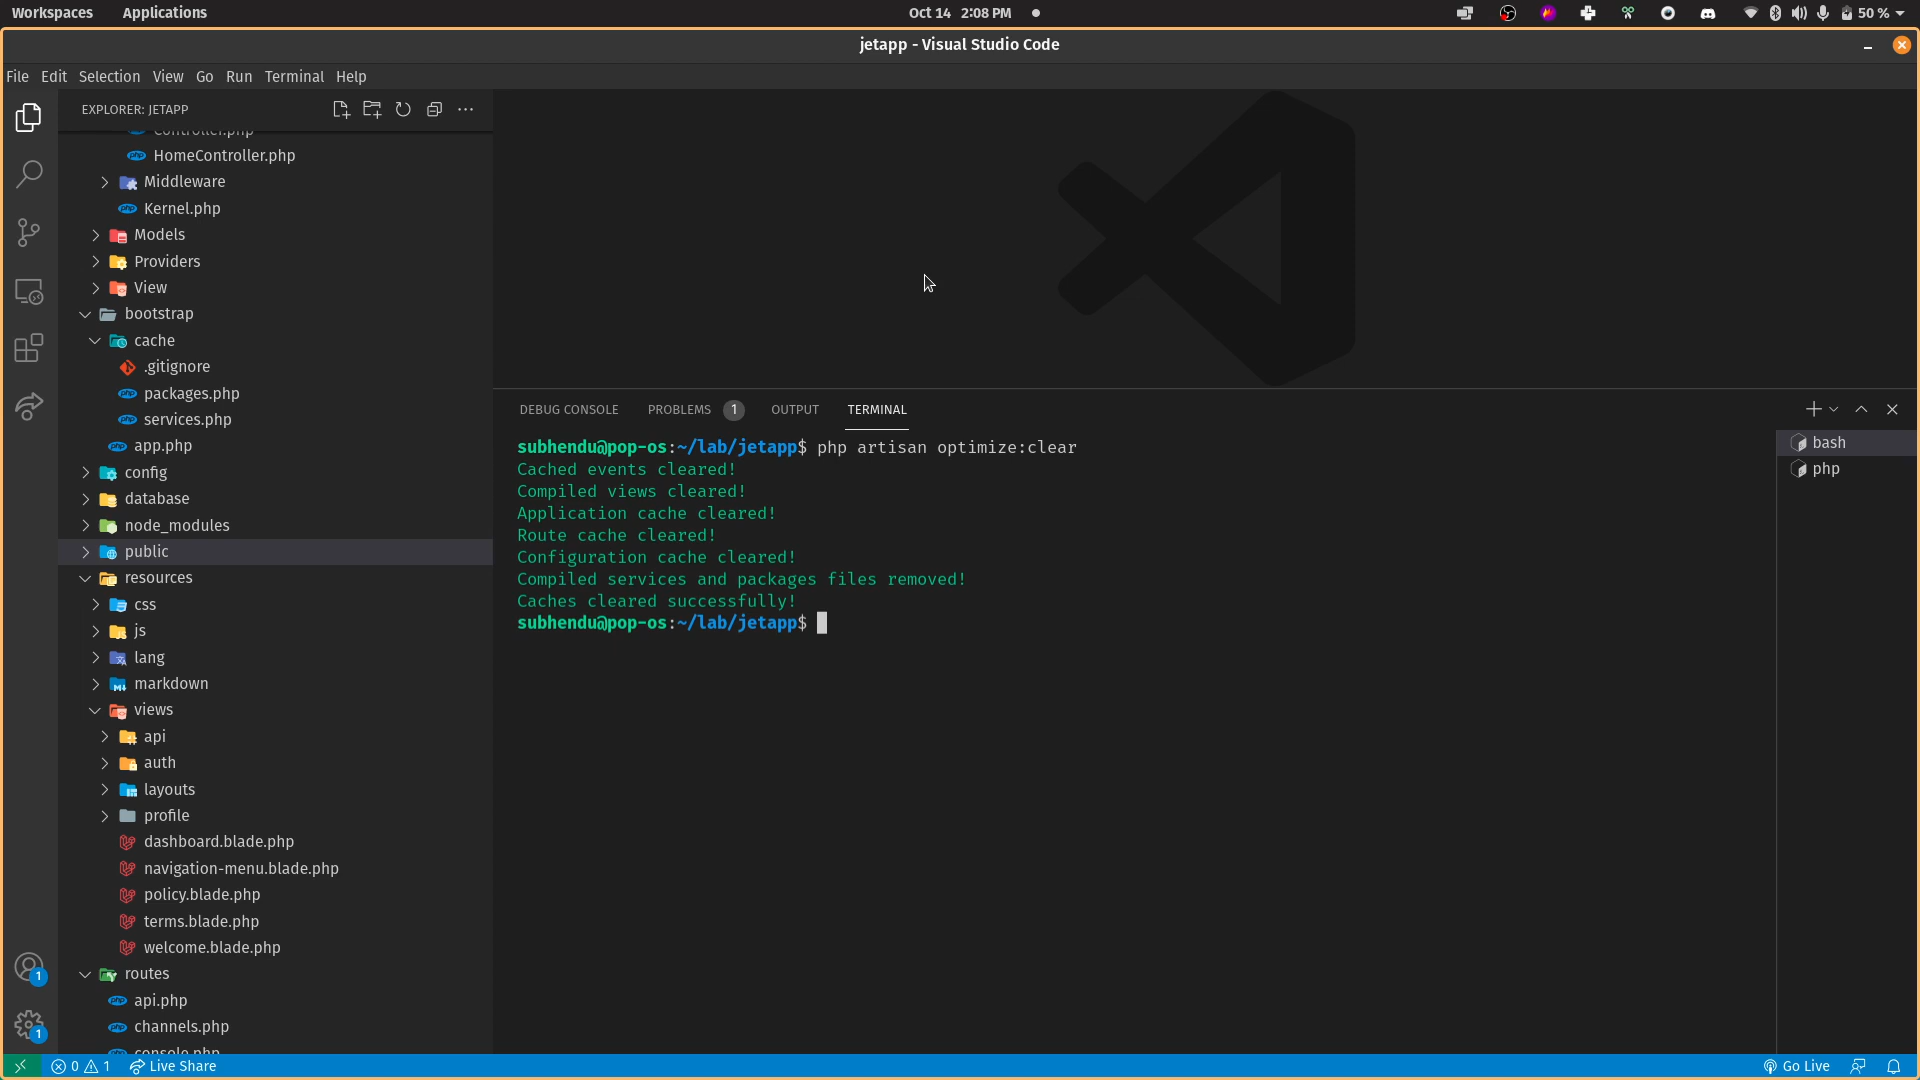 Workspaces Applications Oct 14 2:08 PM 50 %
jetapp - Visual Studio Code
File Edit Selection View Go Run Terminal Help
EXPLORER: JETAPP
Controller.php
HomeController.php
Middleware
Kernel.php
Models
Providers
View
bootstrap
cache
.gitignore
packages.php
services.php
app.php
config
database
node_modules
public
resources
css
js
lang
markdown
views
api
auth
layouts
profile
dashboard.blade.php
navigation-menu.blade.php
policy.blade.php
terms.blade.php
welcome.blade.php
routes
api.php
channels.php
console.php
DEBUG CONSOLE PROBLEMS 1 OUTPUT TERMINAL
subhendu@pop-os:~/lab/jetapp$ php artisan optimize:clear
Cached events cleared!
Compiled views cleared!
Application cache cleared!
Route cache cleared!
Configuration cache cleared!
Compiled services and packages files removed!
Caches cleared successfully!
subhendu@pop-os:~/lab/jetapp$
bash
php
1
1
0 1 Live Share Go Live